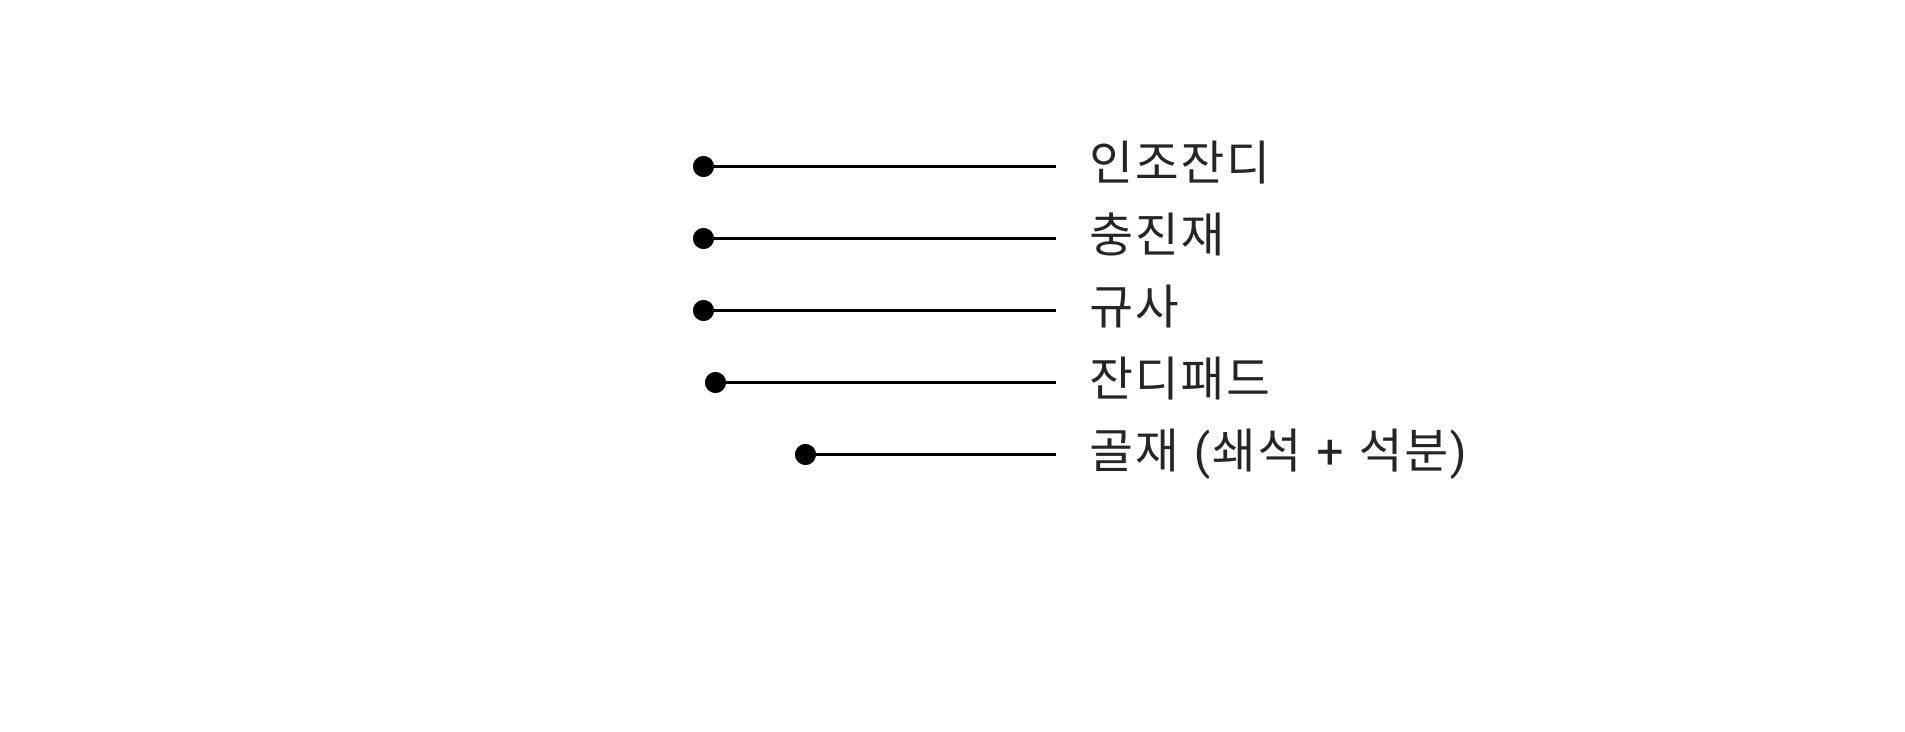 인조잔디
충진재
규사
잔디패드
골재 (쇄석 + 석분)